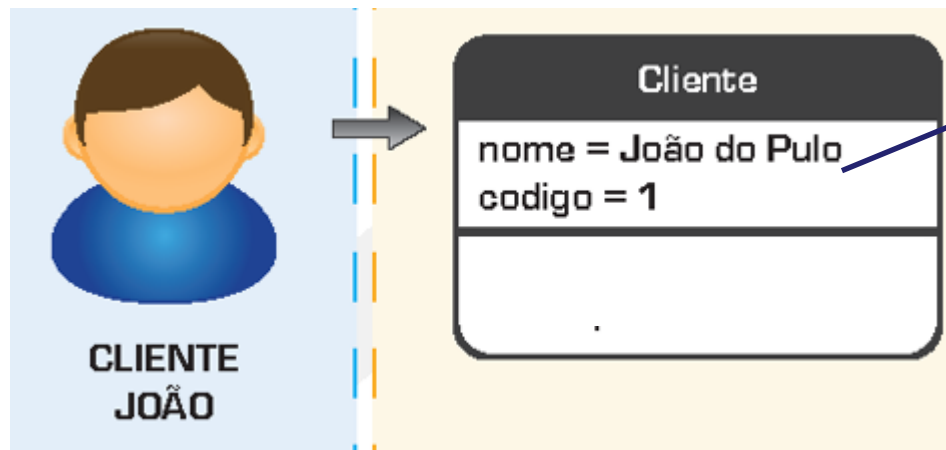 CLIENTE
JOÃO
Cliente
nome = João do Pulo
codigo = 1